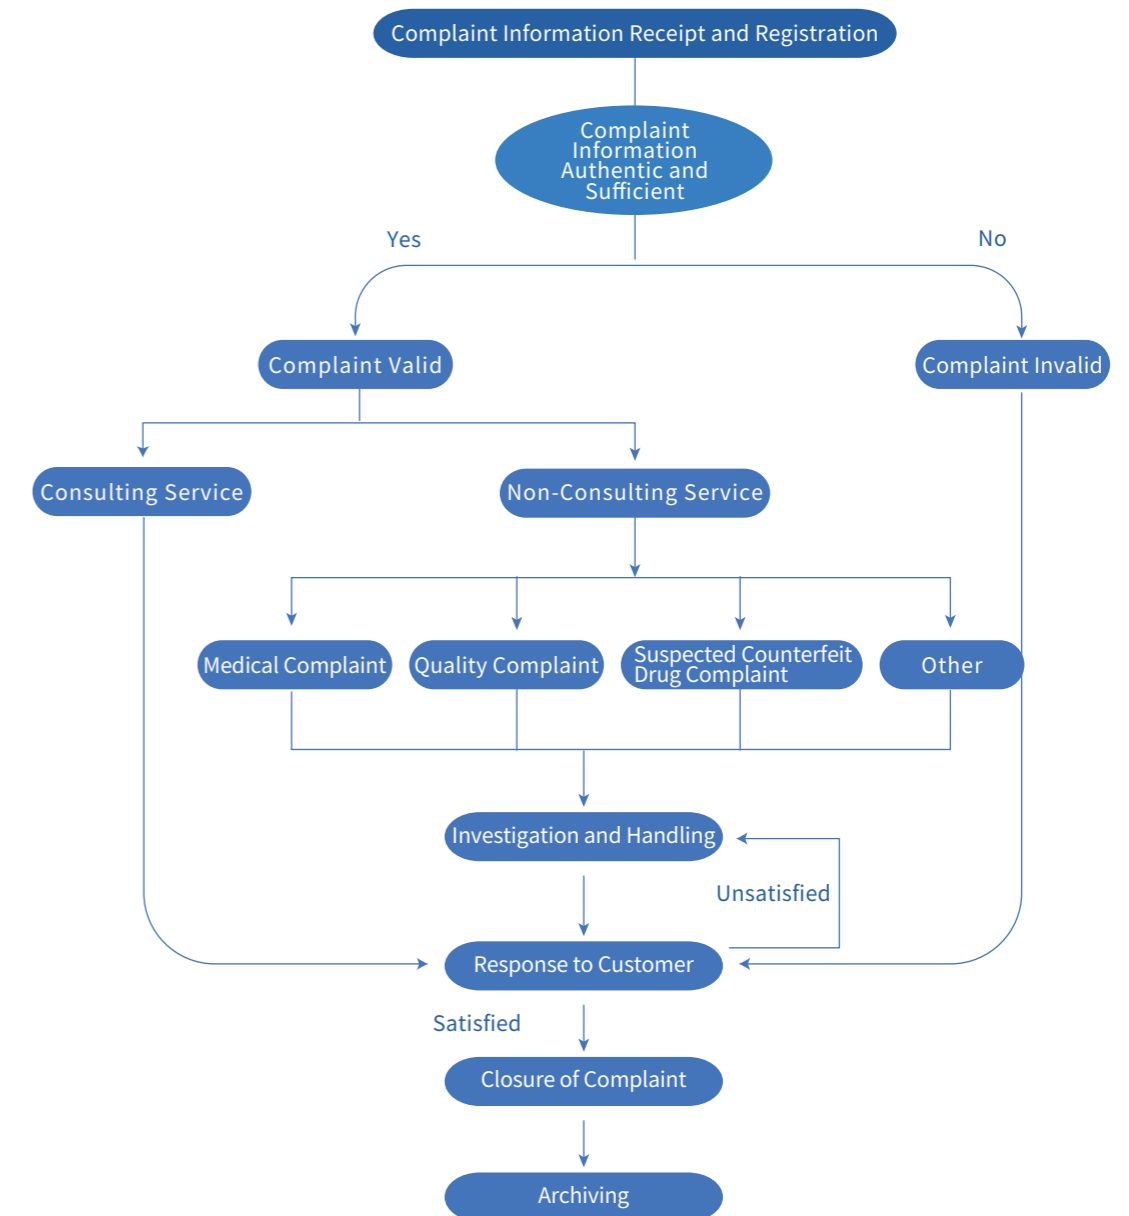 Complaint Information Receipt and Registration
Complaint
Information
Authentic and
Sufficient
Yes
No
Complaint Valid
Complaint Invalid
Consulting Service
Non-Consulting Service
Medical Complaint
Quality Complaint
Suspected Counterfeit
Drug Complaint
Other
Investigation and Handling
Unsatisfied
Response to Customer
Satisfied
Closure of Complaint
Archiving